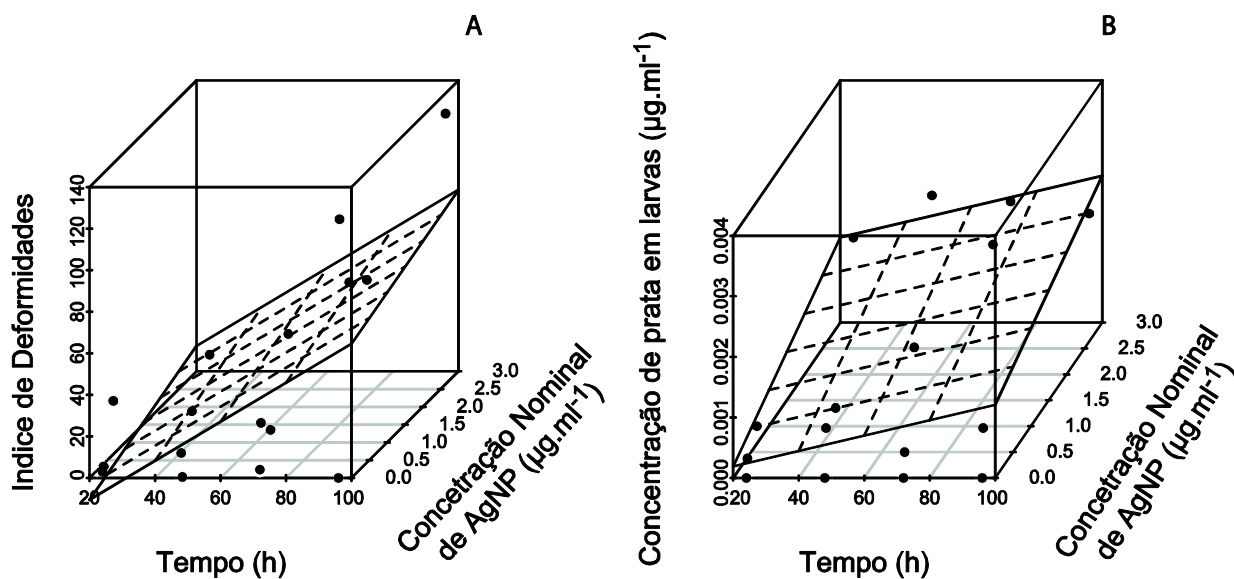 A
Indice de Deformidades
0 20 40 60 80 100 120 140
20 40 60 80 100
0.0 0.5 1.0 1.5 2.0 2.5 3.0
Tempo (h)
Concetração Nominal
de AgNP (µg.ml-1)
B
Concentração de prata em larvas (µg.ml-1)
0.000 0.001 0.002 0.003 0.004
20 40 60 80 100
0.0 0.5 1.0 1.5 2.0 2.5 3.0
Tempo (h)
Concetração Nominal
de AgNP (µg.ml-1)